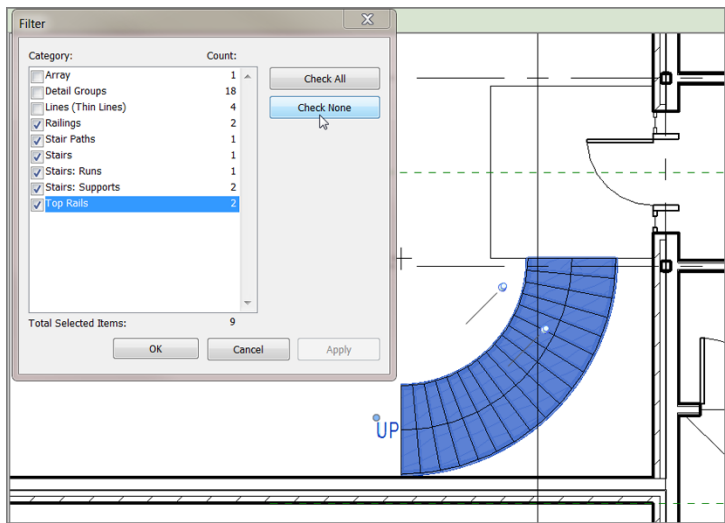 Filter
Category: Count:
Array 1
Detail Groups 18
Lines (Thin Lines) 4
Railings 2
Stair Paths 1
Stairs 1
Stairs: Runs 1
Stairs: Supports 2
Top Rails 2
Total Selected Items: 9
Check All
Check None
OK Cancel Apply
UP